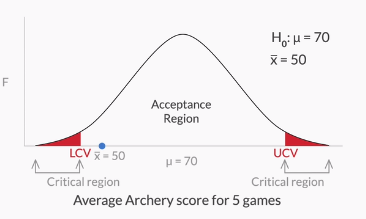 H₀: μ = 70
x̄ = 50
F
Acceptance
Region
LCV
x̄ = 50
μ = 70
UCV
Critical region
Critical region
Average Archery score for 5 games